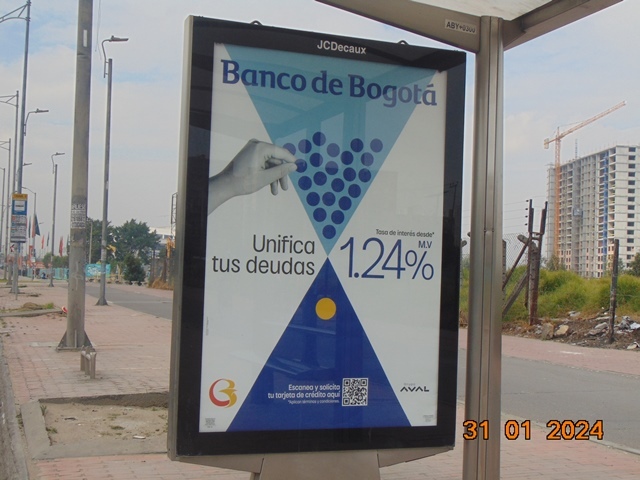 JCDecaux
Banco de Bogotá
Unifica
tus deudas
Tasa de interés desde*
M.V
1.24%
Escanea y solicita
tu tarjeta de crédito aquí
AVAL
31 01 2024